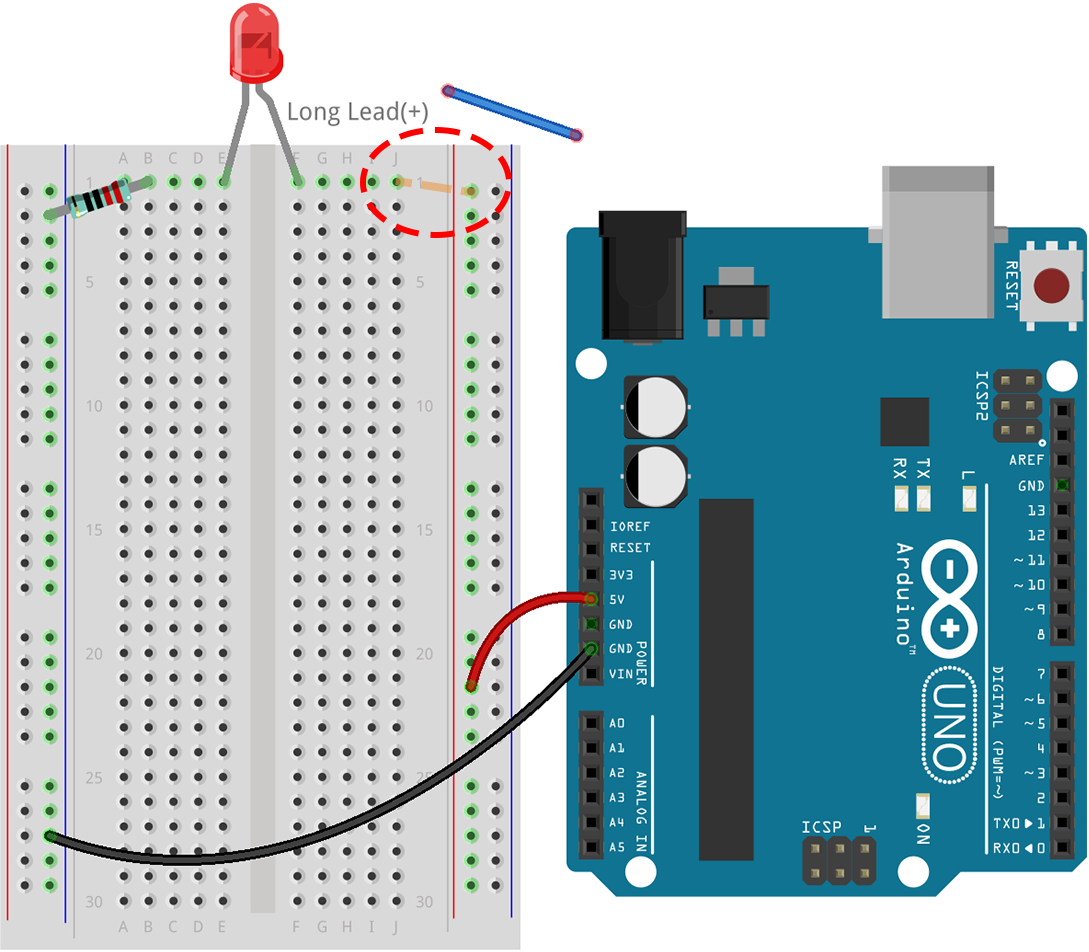 Long Lead(+)
A B C D E F G H I J
1 1
5 5
10 10
15 15
20 20
25 25
30 30
A B C D E F G H I J
RESET
ICSP2
AREF
GND
13
12
~11
~10
~9
8
7
~6
~5
4
~3
2
TX0▶1
RX0◀0
RX TX L
IOREF
RESET
3V3
5V
GND
GND
VIN
POWER
A0
A1
A2
A3
A4
A5
ANALOG IN
Arduino™
UNO
DIGITAL (PWM=~)
ICSP 1
ON